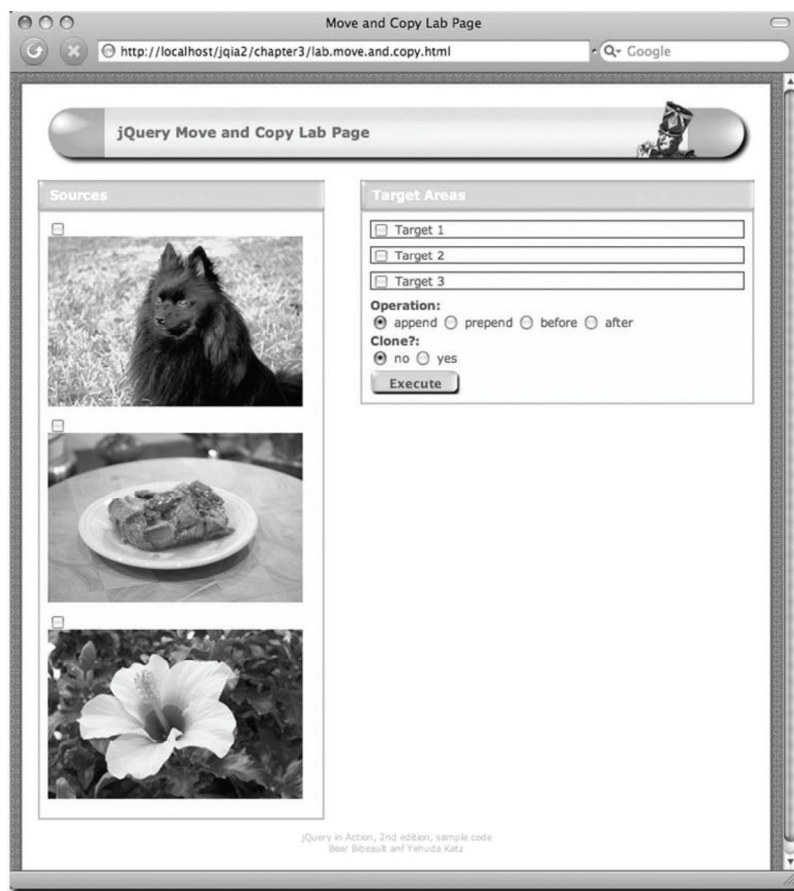 Move and Copy Lab Page
http://localhost/jqia2/chapter3/lab.move.and.copy.html
Google
jQuery Move and Copy Lab Page
Sources
Target Areas
Target 1
Target 2
Target 3
Operation:
append prepend before after
Clone?:
no yes
Execute
jQuery in Action, 2nd edition, sample code
Bear Bibeault anf Yehuda Katz